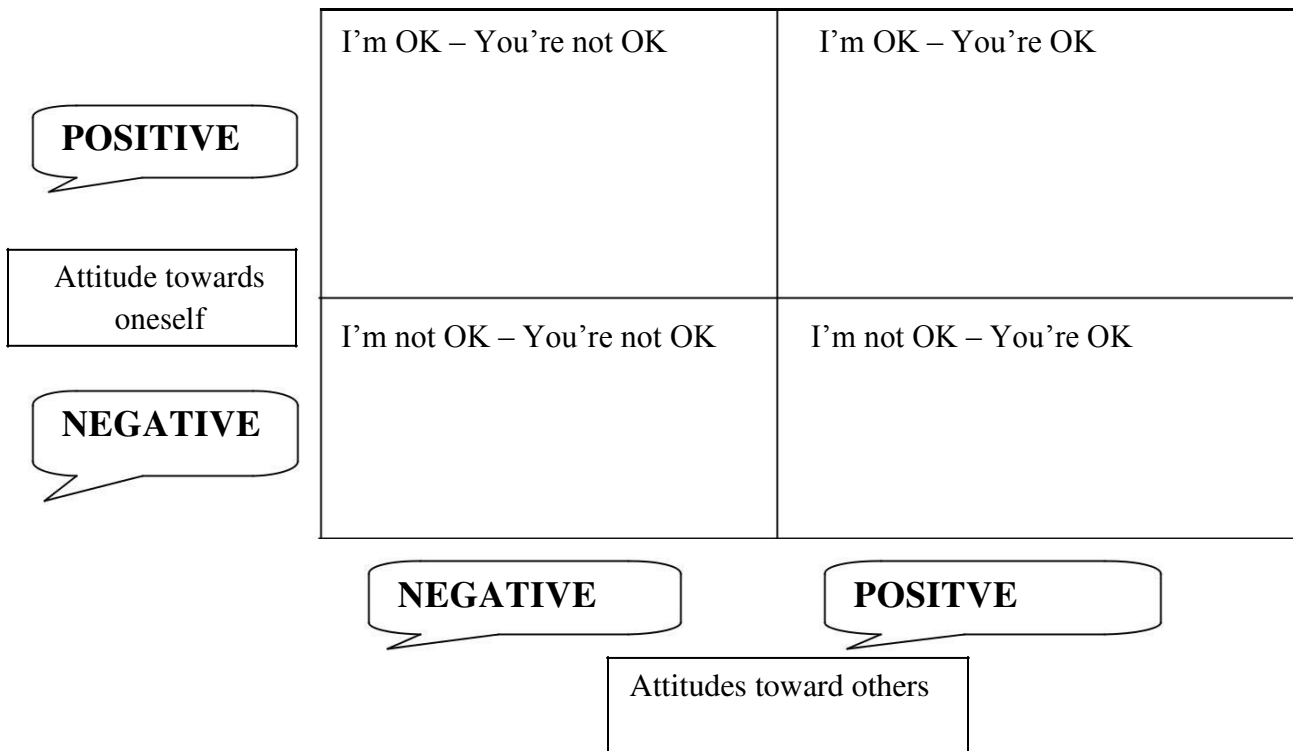 I’m OK – You’re not OK
I’m OK – You’re OK
POSITIVE
Attitude towards
oneself
I’m not OK – You’re not OK
I’m not OK – You’re OK
NEGATIVE
NEGATIVE
POSITVE
Attitudes toward others